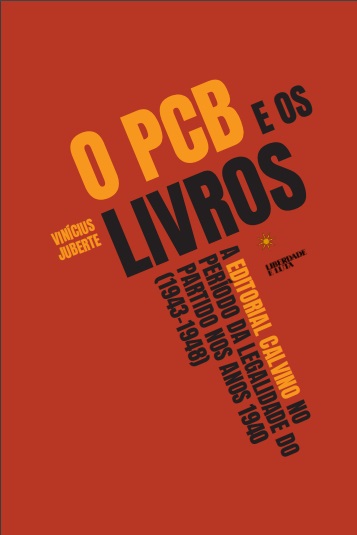 O PCB E OS
LIVROS
VINÍCIUS
JUBERTE
A EDITORIAL CALVINO NO
PERÍODO DA LEGALIDADE DO
PARTIDO NOS ANOS 1940
(1943-1948)
LIBERDADE
E LUTA